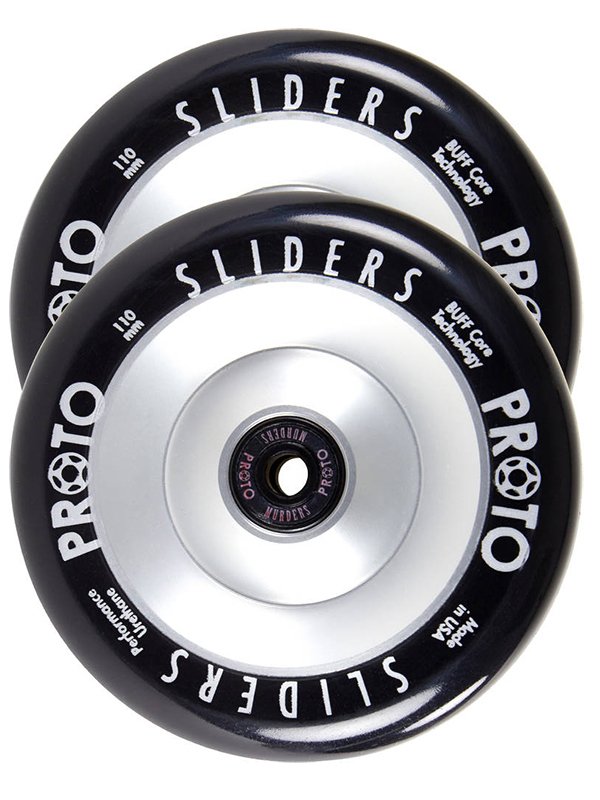 SLIDERS
110
mm
BUFF Core
Technology
PROTO
PROTO
SLIDERS
110
mm
BUFF Core
Technology
PROTO
PROTO
MURDERS
PROTO
PROTO
MURDERS
Performance
Urethane
Made
in USA
SLIDERS